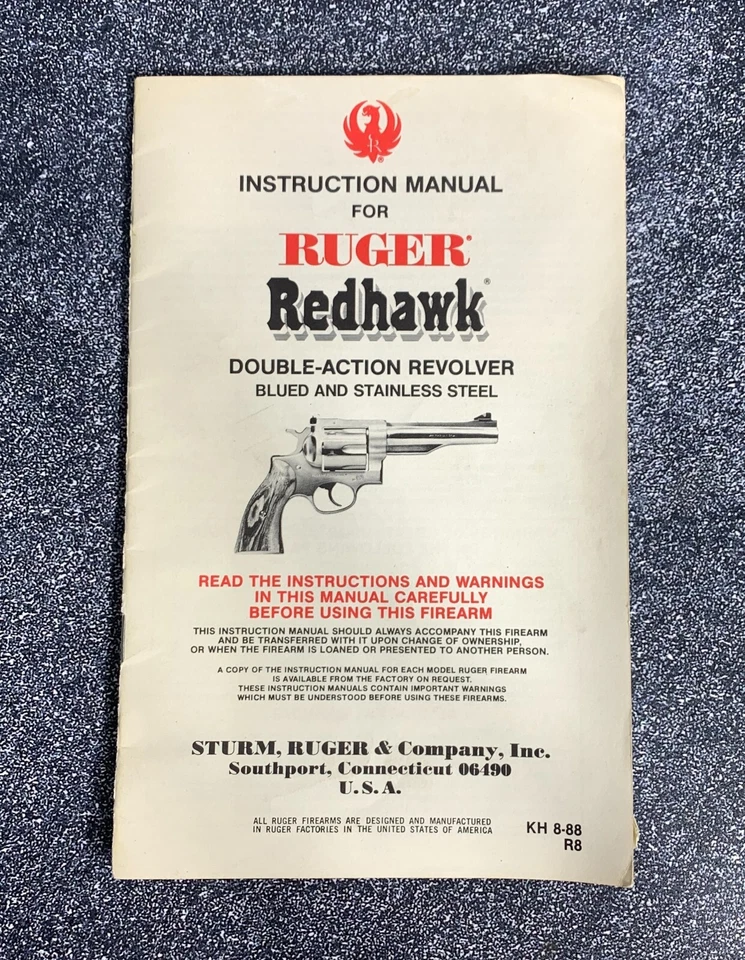 R
®
INSTRUCTION MANUAL
FOR
RUGER®
Redhawk®
DOUBLE-ACTION REVOLVER
BLUED AND STAINLESS STEEL
READ THE INSTRUCTIONS AND WARNINGS
IN THIS MANUAL CAREFULLY
BEFORE USING THIS FIREARM
THIS INSTRUCTION MANUAL SHOULD ALWAYS ACCOMPANY THIS FIREARM
AND BE TRANSFERRED WITH IT UPON CHANGE OF OWNERSHIP,
OR WHEN THE FIREARM IS LOANED OR PRESENTED TO ANOTHER PERSON.
A COPY OF THE INSTRUCTION MANUAL FOR EACH MODEL RUGER FIREARM
IS AVAILABLE FROM THE FACTORY ON REQUEST.
THESE INSTRUCTION MANUALS CONTAIN IMPORTANT WARNINGS
WHICH MUST BE UNDERSTOOD BEFORE USING THESE FIREARMS.
STURM, RUGER & Company, Inc.
Southport, Connecticut 06490
U.S.A.
ALL RUGER FIREARMS ARE DESIGNED AND MANUFACTURED
IN RUGER FACTORIES IN THE UNITED STATES OF AMERICA
KH 8-88
R8